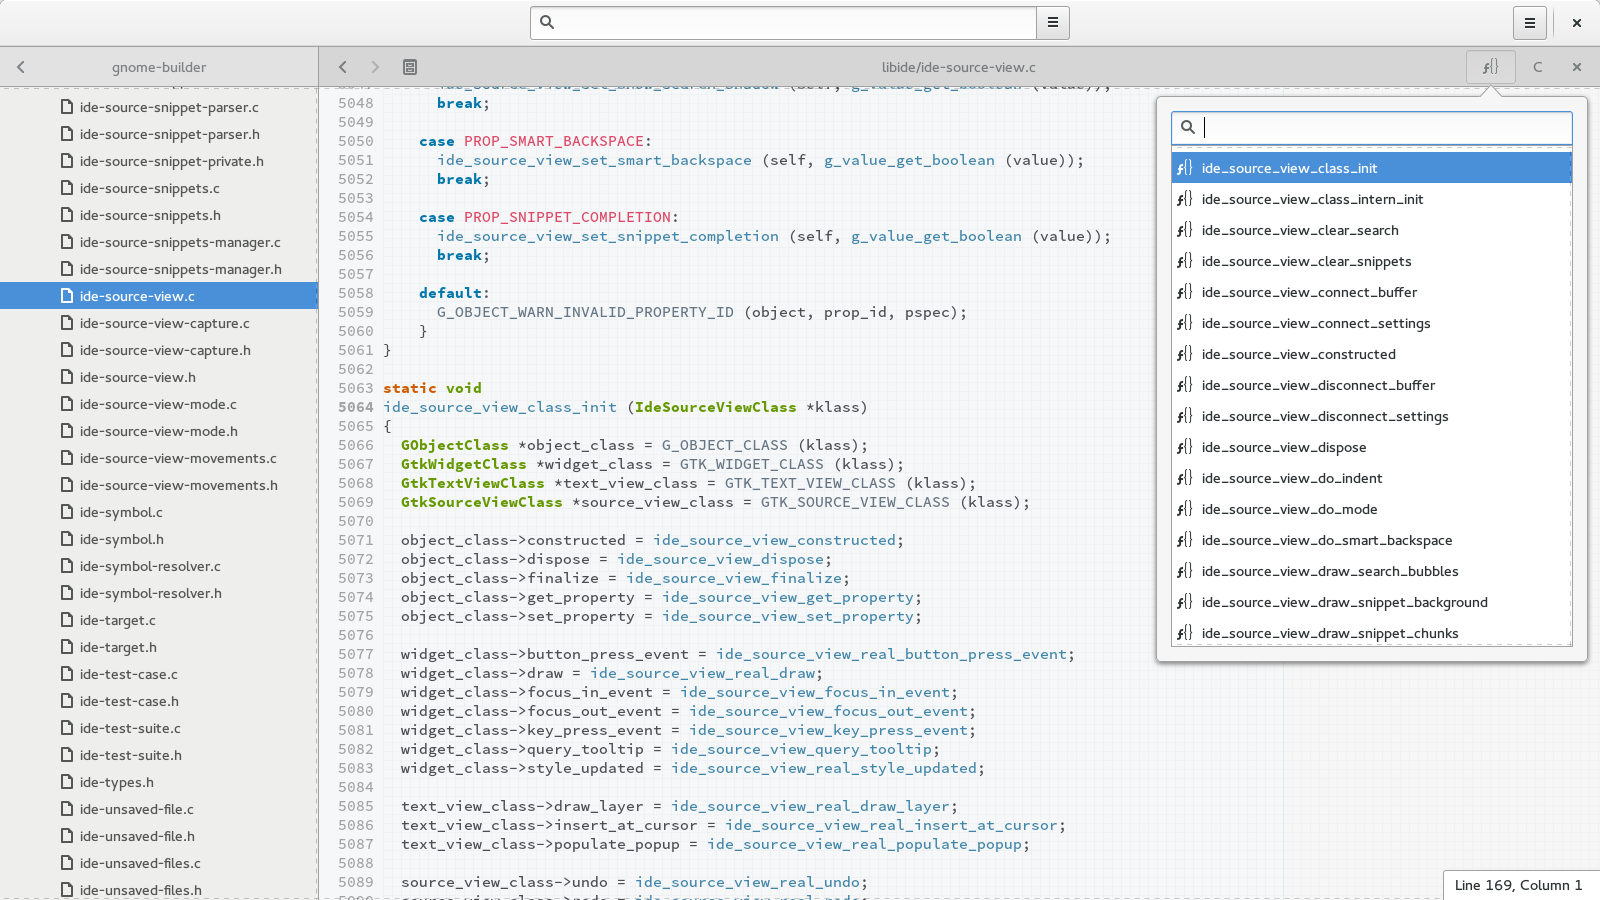 gnome-builder
libide/ide-source-view.c
C
ide-source-snippet-parser.c
ide-source-snippet-parser.h
ide-source-snippet-private.h
ide-source-snippets.c
ide-source-snippets.h
ide-source-snippets-manager.c
ide-source-snippets-manager.h
ide-source-view.c
ide-source-view-capture.c
ide-source-view-capture.h
ide-source-view.h
ide-source-view-mode.c
ide-source-view-mode.h
ide-source-view-movements.c
ide-source-view-movements.h
ide-symbol.c
ide-symbol.h
ide-symbol-resolver.c
ide-symbol-resolver.h
ide-target.c
ide-target.h
ide-test-case.c
ide-test-case.h
ide-test-suite.c
ide-test-suite.h
ide-types.h
ide-unsaved-file.c
ide-unsaved-file.h
ide-unsaved-files.c
ide-unsaved-files.h
5048       break;
5049
5050     case PROP_SMART_BACKSPACE:
5051       ide_source_view_set_smart_backspace (self, g_value_get_boolean (value));
5052       break;
5053
5054     case PROP_SNIPPET_COMPLETION:
5055       ide_source_view_set_snippet_completion (self, g_value_get_boolean (value));
5056       break;
5057
5058     default:
5059       G_OBJECT_WARN_INVALID_PROPERTY_ID (object, prop_id, pspec);
5060     }
5061 }
5062
5063 static void
5064 ide_source_view_class_init (IdeSourceViewClass *klass)
5065 {
5066   GObjectClass *object_class = G_OBJECT_CLASS (klass);
5067   GtkWidgetClass *widget_class = GTK_WIDGET_CLASS (klass);
5068   GtkTextViewClass *text_view_class = GTK_TEXT_VIEW_CLASS (klass);
5069   GtkSourceViewClass *source_view_class = GTK_SOURCE_VIEW_CLASS (klass);
5070
5071   object_class->constructed = ide_source_view_constructed;
5072   object_class->dispose = ide_source_view_dispose;
5073   object_class->finalize = ide_source_view_finalize;
5074   object_class->get_property = ide_source_view_get_property;
5075   object_class->set_property = ide_source_view_set_property;
5076
5077   widget_class->button_press_event = ide_source_view_real_button_press_event;
5078   widget_class->draw = ide_source_view_real_draw;
5079   widget_class->focus_in_event = ide_source_view_focus_in_event;
5080   widget_class->focus_out_event = ide_source_view_focus_out_event;
5081   widget_class->key_press_event = ide_source_view_key_press_event;
5082   widget_class->query_tooltip = ide_source_view_query_tooltip;
5083   widget_class->style_updated = ide_source_view_real_style_updated;
5084
5085   text_view_class->draw_layer = ide_source_view_real_draw_layer;
5086   text_view_class->insert_at_cursor = ide_source_view_real_insert_at_cursor;
5087   text_view_class->populate_popup = ide_source_view_real_populate_popup;
5088
5089   source_view_class->undo = ide_source_view_real_undo;
ide_source_view_class_init
ide_source_view_class_intern_init
ide_source_view_clear_search
ide_source_view_clear_snippets
ide_source_view_connect_buffer
ide_source_view_connect_settings
ide_source_view_constructed
ide_source_view_disconnect_buffer
ide_source_view_disconnect_settings
ide_source_view_dispose
ide_source_view_do_indent
ide_source_view_do_mode
ide_source_view_do_smart_backspace
ide_source_view_draw_search_bubbles
ide_source_view_draw_snippet_background
ide_source_view_draw_snippet_chunks
Line 169, Column 1